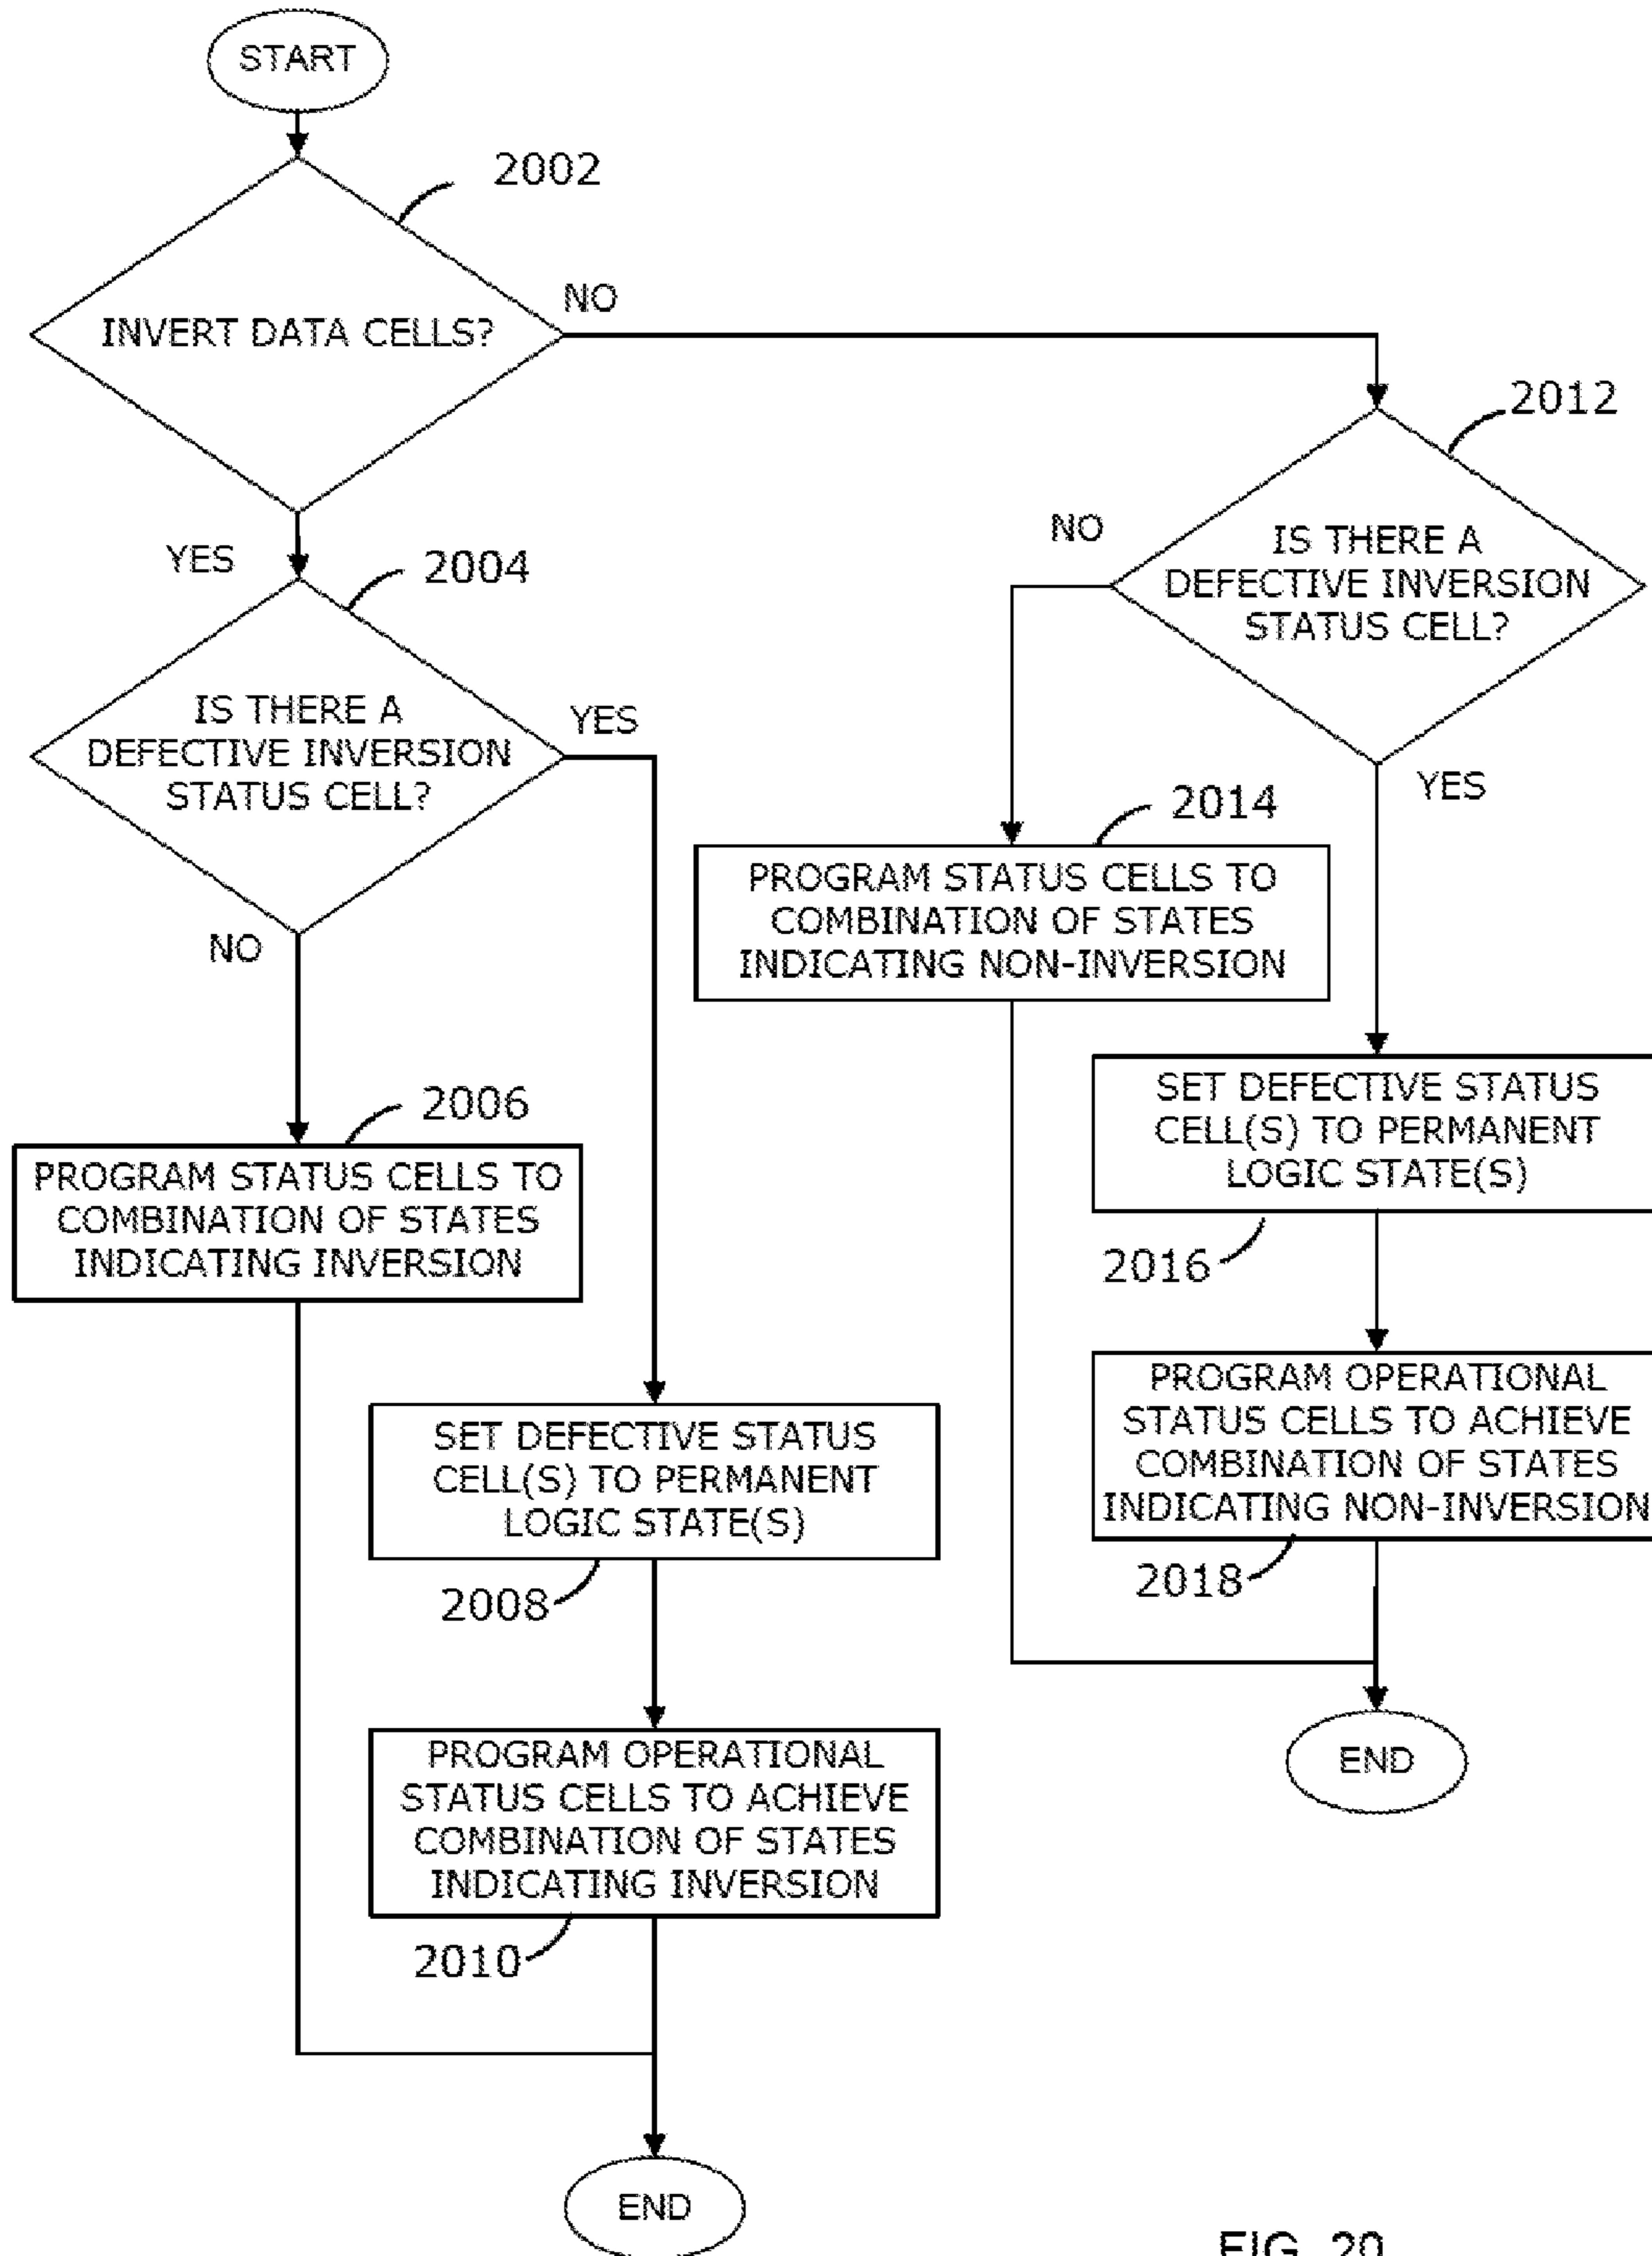 START
2002
INVERT DATA CELLS?
NO
YES
2004
IS THERE A
DEFECTIVE INVERSION
STATUS CELL?
YES
NO
2006
PROGRAM STATUS CELLS TO
COMBINATION OF STATES
INDICATING INVERSION
SET DEFECTIVE STATUS
CELL(S) TO PERMANENT
LOGIC STATE(S)
2008
PROGRAM OPERATIONAL
STATUS CELLS TO ACHIEVE
COMBINATION OF STATES
INDICATING INVERSION
2010
END
2012
IS THERE A
DEFECTIVE INVERSION
STATUS CELL?
NO
YES
2014
PROGRAM STATUS CELLS TO
COMBINATION OF STATES
INDICATING NON-INVERSION
SET DEFECTIVE STATUS
CELL(S) TO PERMANENT
LOGIC STATE(S)
2016
PROGRAM OPERATIONAL
STATUS CELLS TO ACHIEVE
COMBINATION OF STATES
INDICATING NON-INVERSION
2018
END
FIG. 20